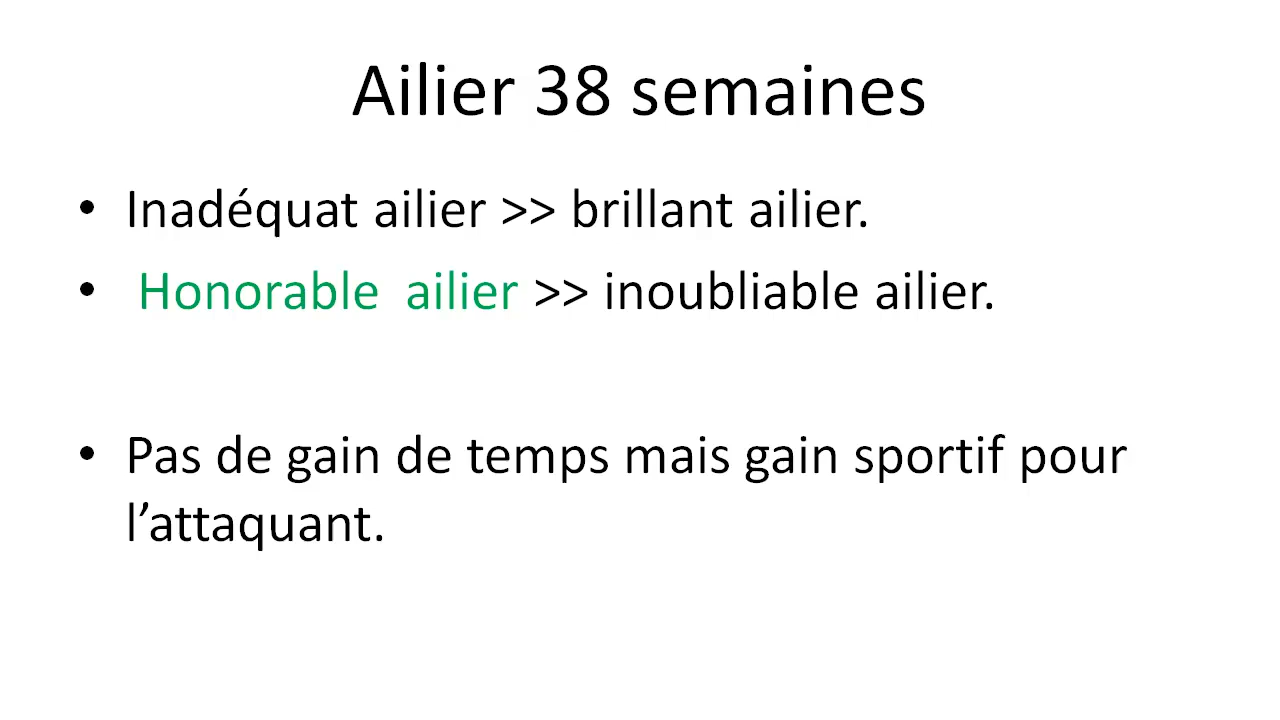 Ailier 38 semaines
• Inadéquat ailier >> brillant ailier.
• Honorable  ailier >> inoubliable ailier.
• Pas de gain de temps mais gain sportif pour
l’attaquant.